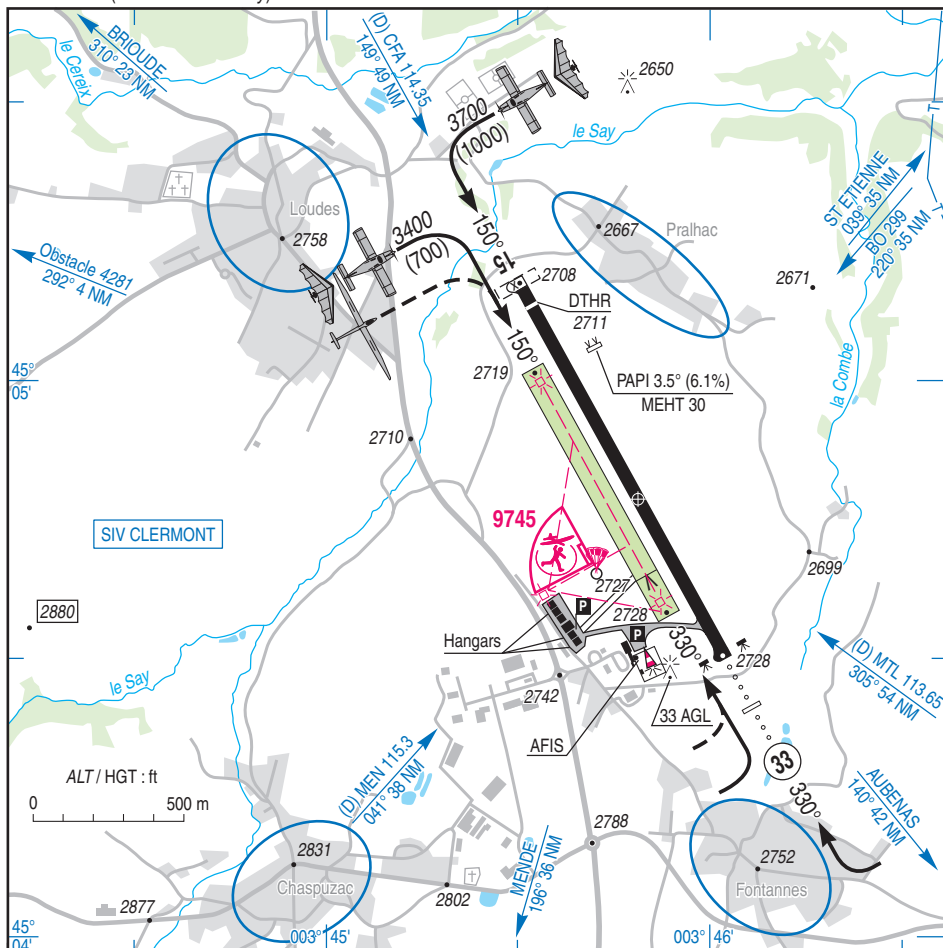 BRIOUDE
310° 23 NM
le Cereix
(D) CFA 114.35
149° 49 NM
3700
(1000)
2650
le Say
ST ETIENNE
039° 35 NM
BO 299
220° 35 NM
Loudes
2758
3400
(700)
150°
15
2667
Pralhac
2708
DTHR
2711
2671
Obstacle 4281
292° 4 NM
150°
45°
05'
2719
PAPI 3.5° (6.1%)
MEHT 30
la Combe
2710
SIV CLERMONT
9745
2699
2727
P
2728
2880
Hangars
P
330°
2728
(D) MTL 113.65
305° 54 NM
le Say
2742
33 AGL
AFIS
33
ALT / HGT : ft
0
500 m
(D) MEN 115.3
041° 38 NM
330°
AUBENAS
140° 42 NM
2788
2831
Chaspuzac
MENDE
196° 36 NM
2752
Fontannes
2802
2877
45°
04'
003° 45'
003° 46'